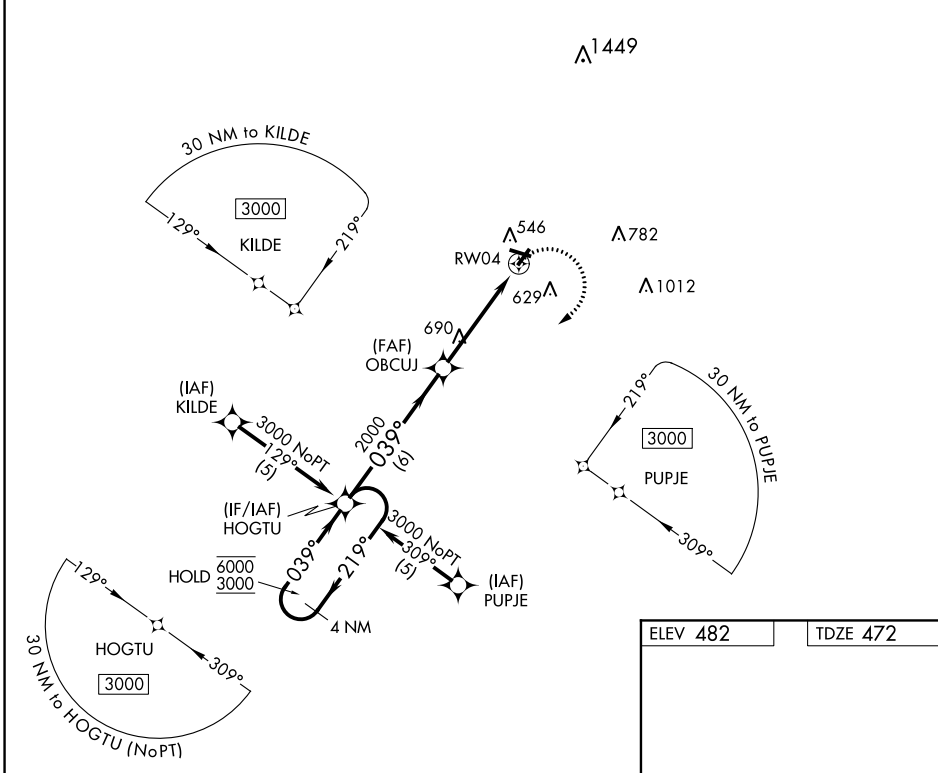 1449
30 NM to KILDE
3000
KILDE
129°
219°
546
782
RW04
629
1012
690
(FAF)
OBCUJ
(IAF)
KILDE
3000 NoPT
129°
(5)
2000
039°
(6)
30 NM to PUPJE
219°
3000
PUPJE
309°
(IF/IAF)
HOGTU
3000 NoPT
309°
(5)
(IAF)
PUPJE
HOLD 6000
3000
039°
219°
4 NM
129°
HOGTU
309°
3000
30 NM to HOGTU (NoPT)
ELEV 482
TDZE 472